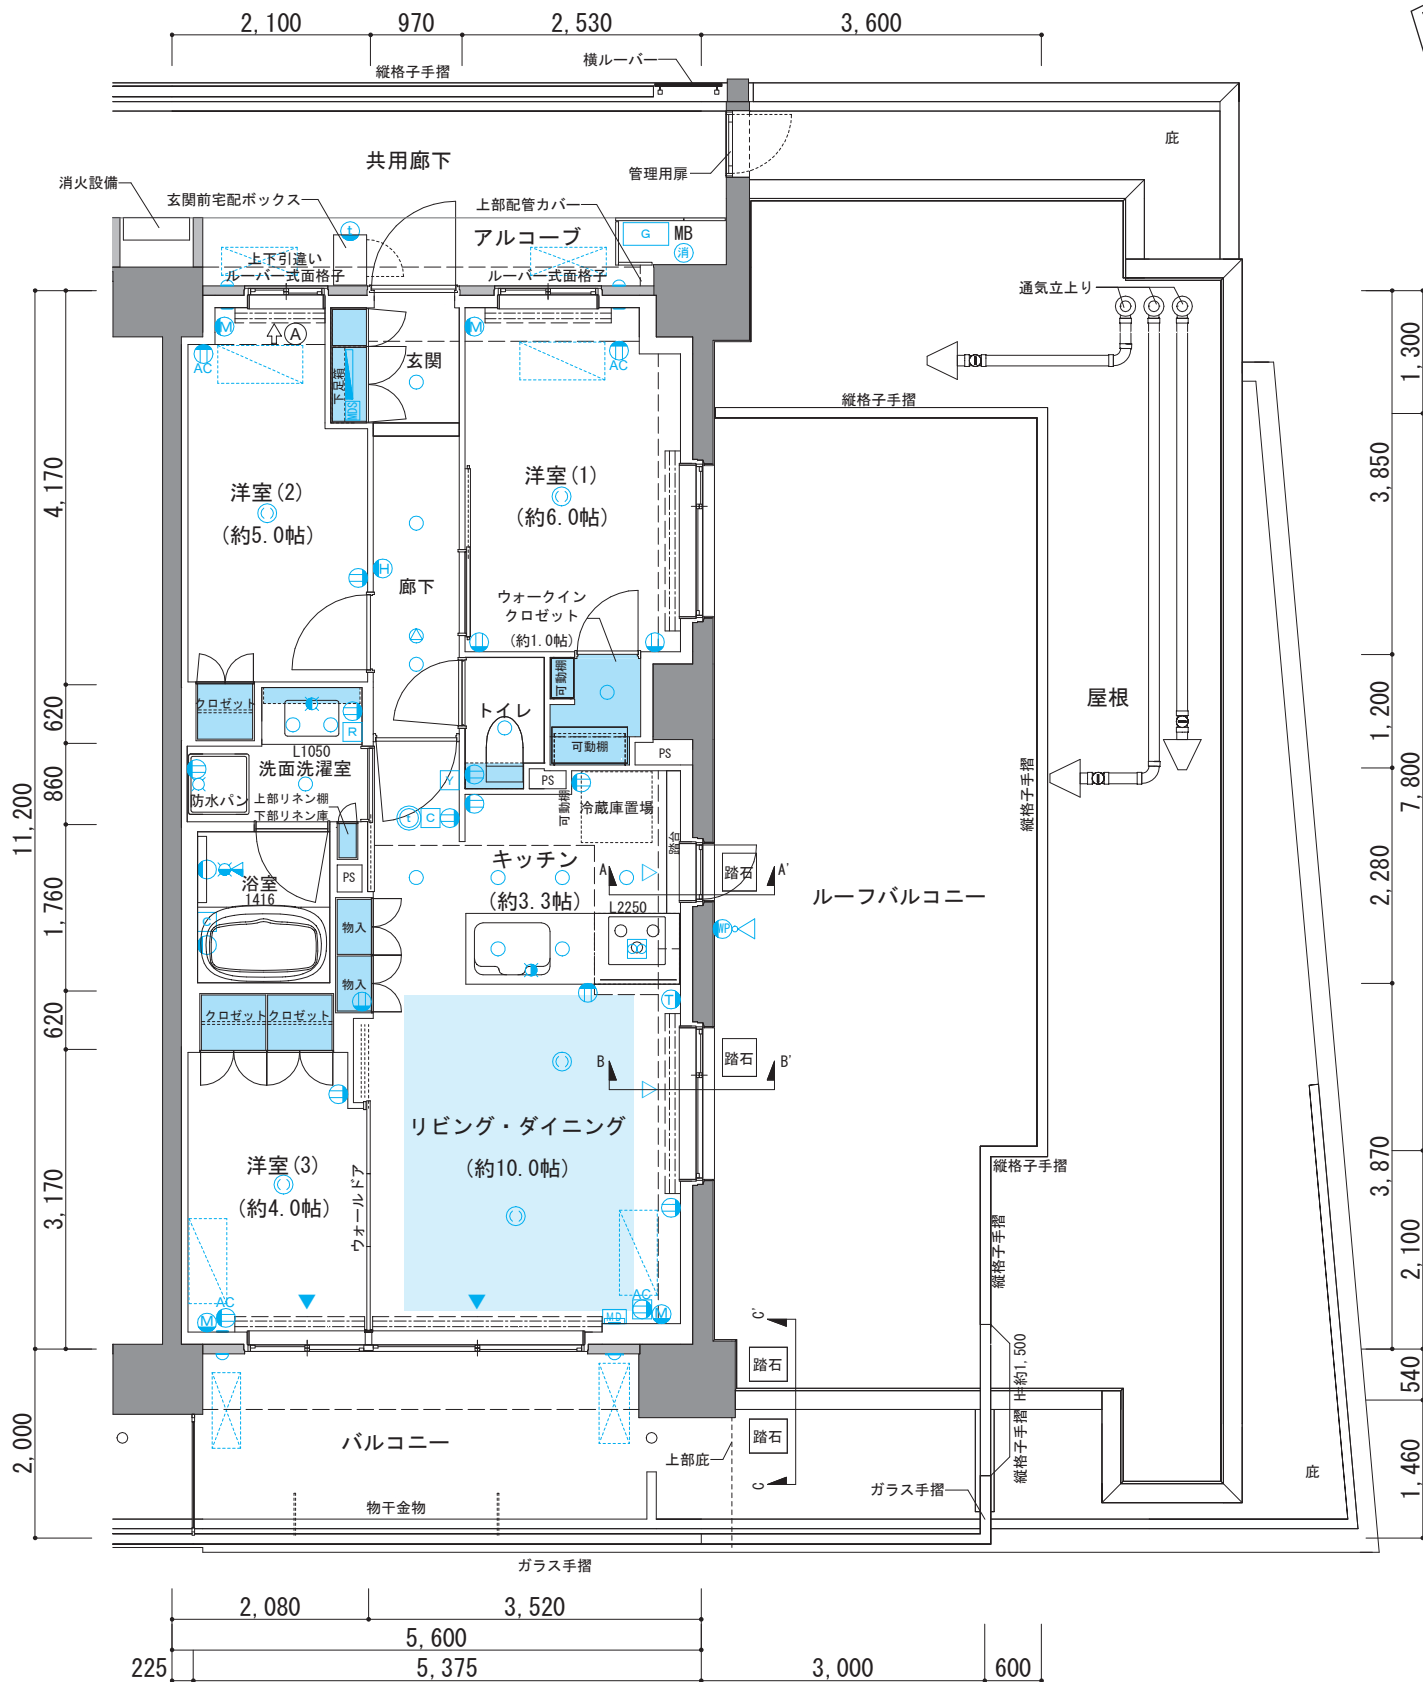 2,100
970
2,530
3,600
横ルーバー
縦格子手摺
庇
共用廊下
管理用扉
消火設備
玄関前宅配ボックス
上部配管カバー
アルコーブ
G
MB
消
t
上下引違い
ルーバー式面格子
ルーバー式面格子
通気立上り
M
A
M
AC
AC
玄関
下足箱
MDS
縦格子手摺
1,300
3,850
4,170
洋室(2)
(約5.0帖)
洋室(1)
(約6.0帖)
H
廊下
ウォークイン
クロゼット
(約1.0帖)
可動棚
可動棚
屋根
1,200
7,800
620
クロゼット
R
L1050
トイレ
PS
PS
860
洗面洗濯室
防水パン
上部リネン棚
下部リネン庫
Y
t
C
可動棚
冷蔵庫置場
踏台
縦格子手摺
11,200
キッチン
(約3.3帖)
A
A'
踏石
ルーフバルコニー
2,280
1,760
浴室
1416
PS
L2250
物入
物入
WP
620
クロゼット
クロゼット
T
B
B'
踏石
リビング・ダイニング
(約10.0帖)
縦格子手摺
3,870
3,170
洋室(3)
(約4.0帖)
ウォールドア
縦格子手摺
2,100
AC
M
AC
M
C'
踏石
縦格子手摺 H=約1,500
540
2,000
バルコニー
踏石
上部庇
C
ガラス手摺
庇
1,460
物干金物
ガラス手摺
2,080
3,520
5,600
225
5,375
3,000
600